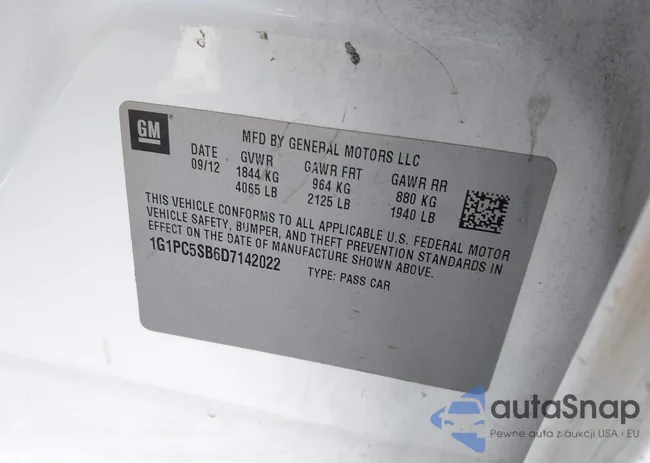 GM
MFD BY GENERAL MOTORS LLC
DATE GVWR GAWR FRT GAWR RR
09/12 1844 KG 964 KG 880 KG
4065 LB 2125 LB 1940 LB
THIS VEHICLE CONFORMS TO ALL APPLICABLE U.S. FEDERAL MOTOR
VEHICLE SAFETY, BUMPER, AND THEFT PREVENTION STANDARDS IN
EFFECT ON THE DATE OF MANUFACTURE SHOWN ABOVE.
1G1PC5SB6D7142022 TYPE: PASS CAR
autaSnap
Pewne auta z aukcji USA i EU